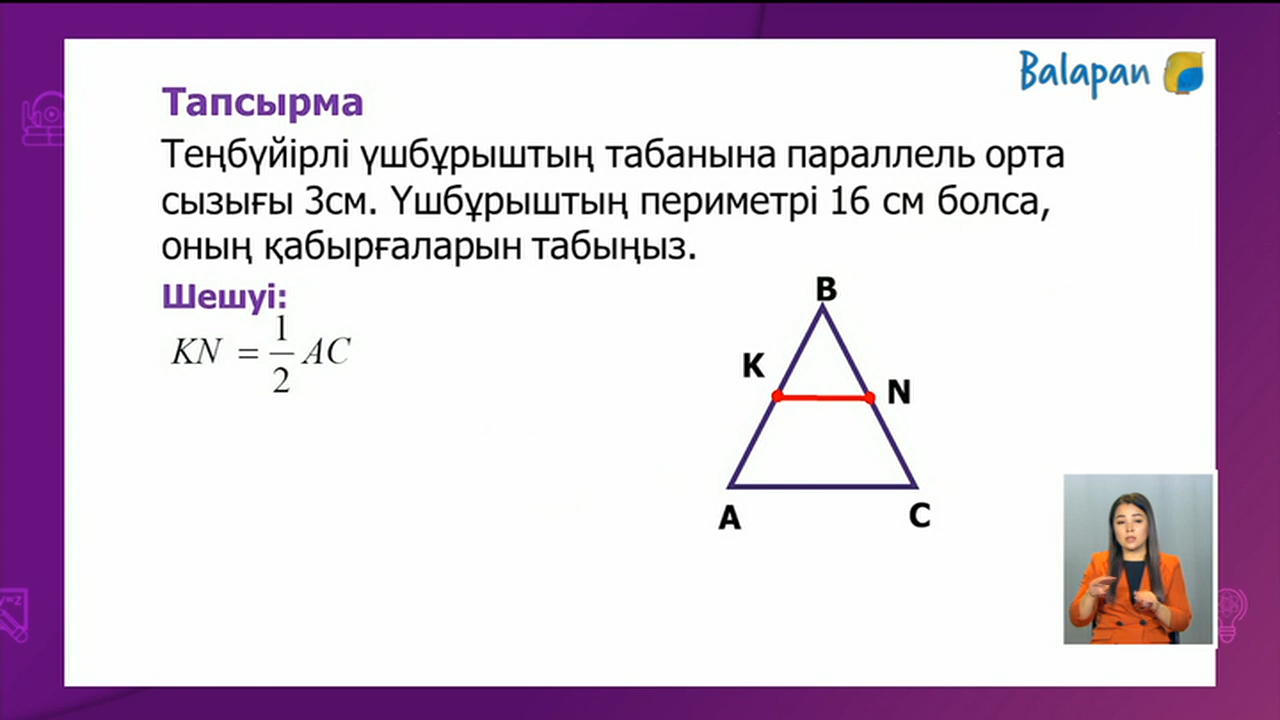 Balapan
Тапсырма
Теңбүйірлі үшбұрыштың табанына параллель орта
сызығы 3см. Үшбұрыштың периметрі 16 см болса,
оның қабырғаларын табыңыз.
Шешуі:
KN = 1/2 AC
B
K
N
A
C